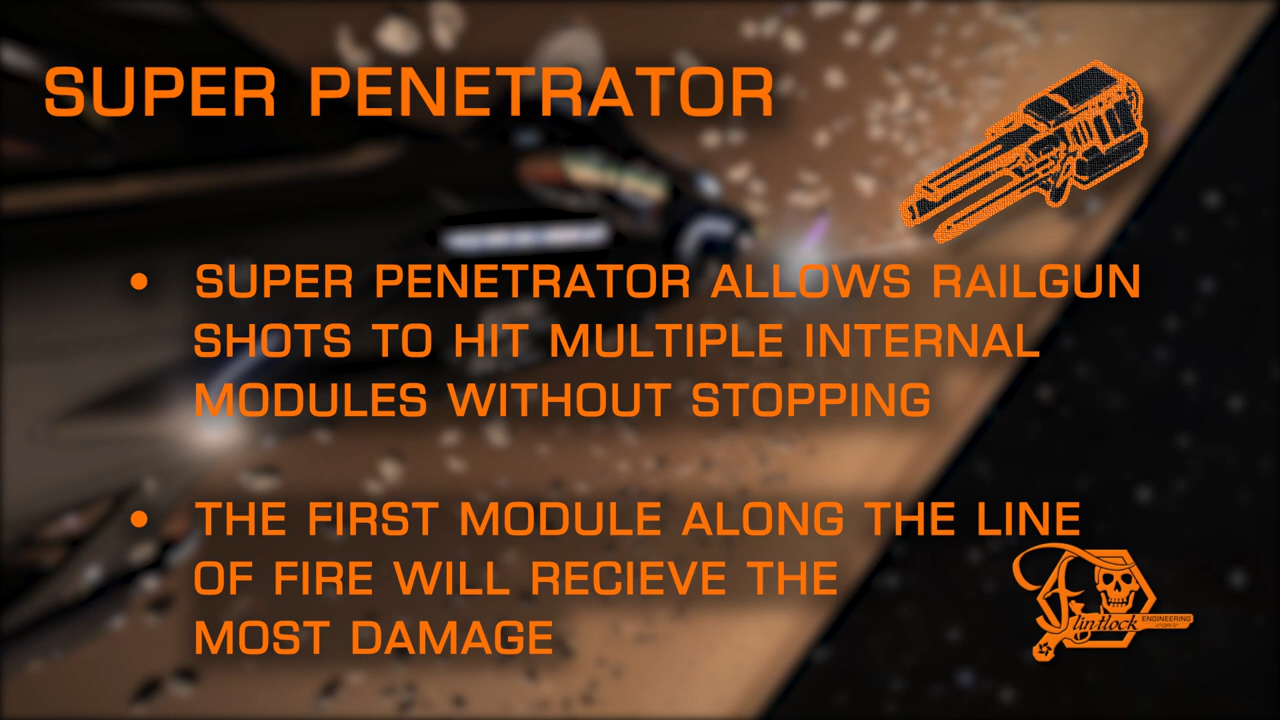 SUPER PENETRATOR
• SUPER PENETRATOR ALLOWS RAILGUN
SHOTS TO HIT MULTIPLE INTERNAL
MODULES WITHOUT STOPPING
• THE FIRST MODULE ALONG THE LINE
OF FIRE WILL RECIEVE THE
MOST DAMAGE
Flintlock
ENGINEERING